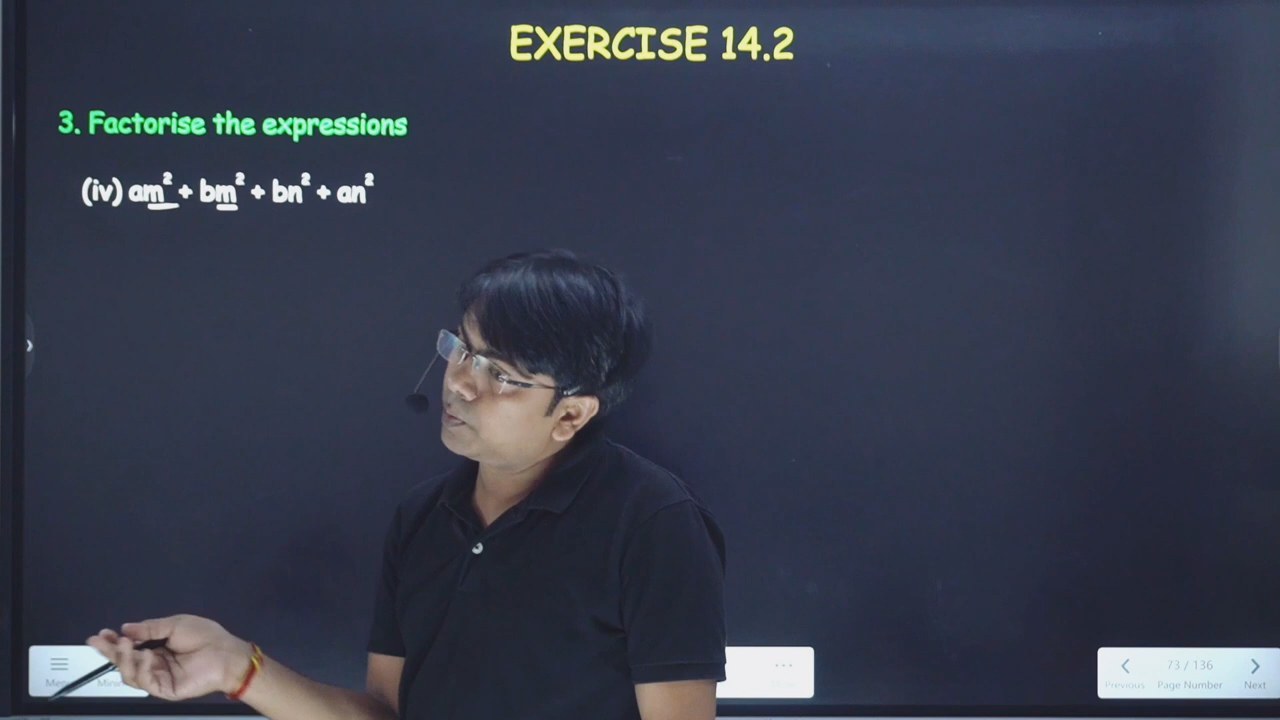 EXERCISE 14.2
3. Factorise the expressions
(iv) am² + bm² + bn² + an²
73 / 136
Previous Page Number Next